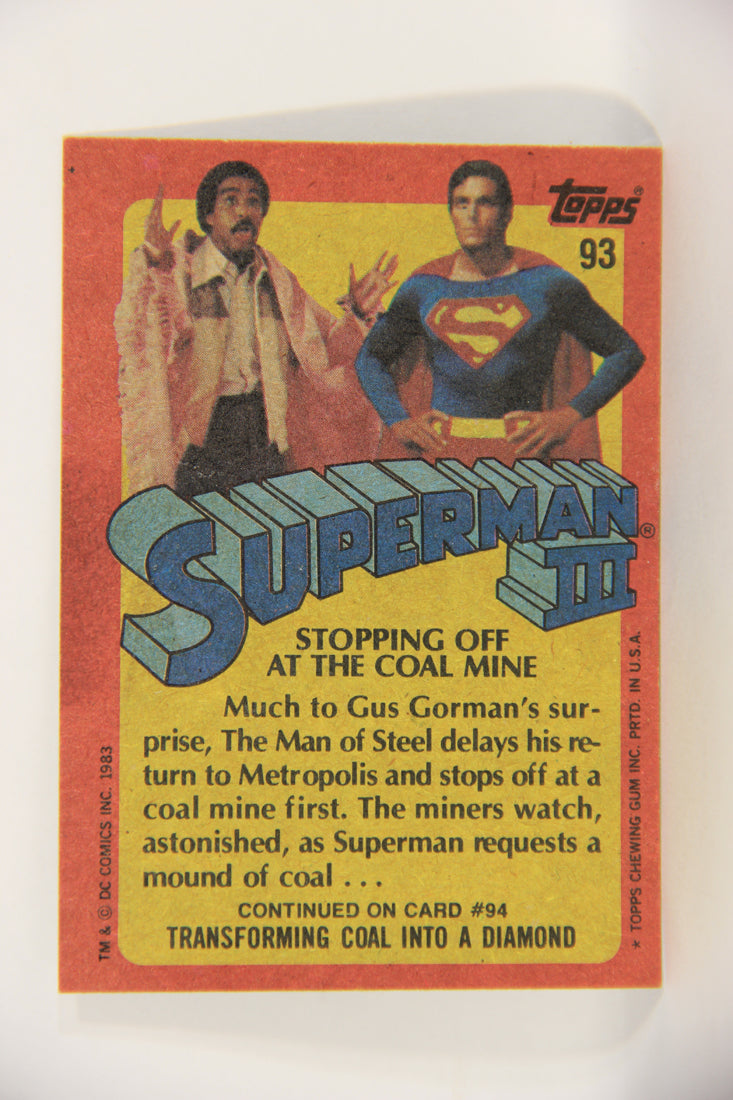 Topps®
93
SUPERMAN®
III
STOPPING OFF
AT THE COAL MINE
Much to Gus Gorman's sur-
prise, The Man of Steel delays his re-
turn to Metropolis and stops off at a
coal mine first. The miners watch,
astonished, as Superman requests a
mound of coal . . .
CONTINUED ON CARD #94
TRANSFORMING COAL INTO A DIAMOND
TM & © DC COMICS INC. 1983
* TOPPS CHEWING GUM INC. PRTD. IN U.S.A.